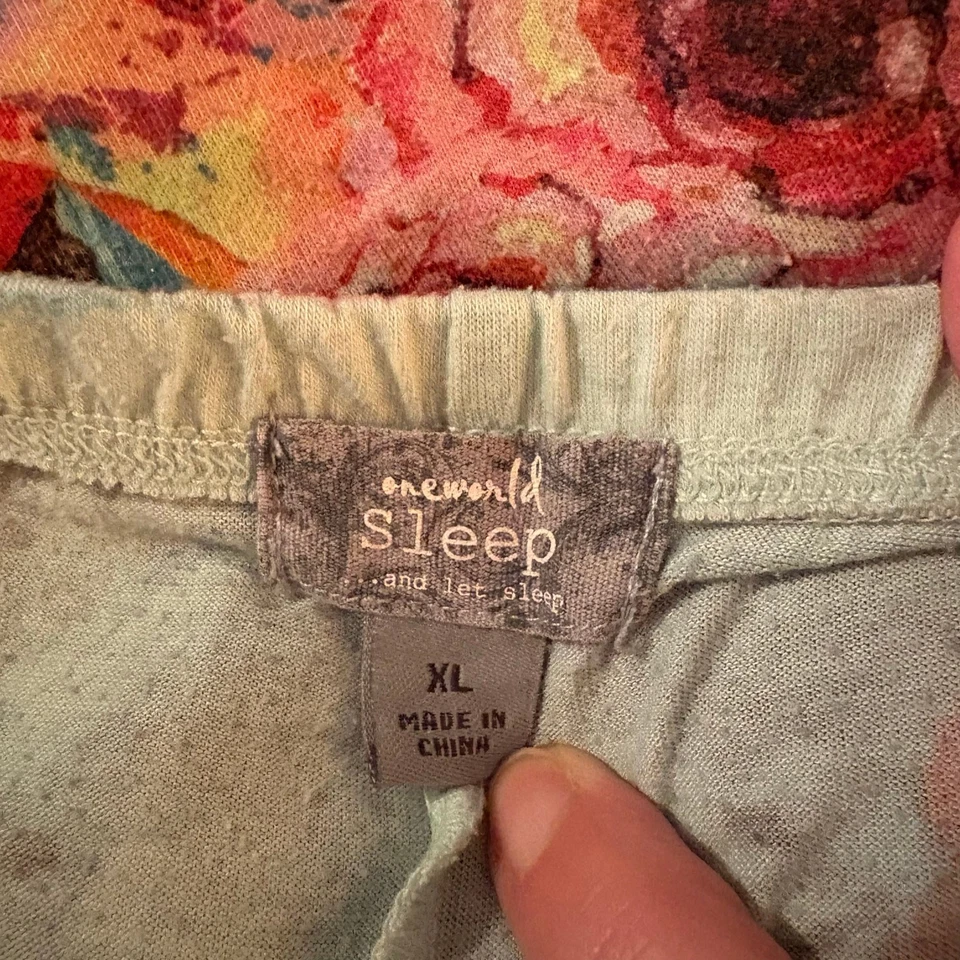 oneworld
Sleep
...and let sleep
XL
MADE IN
CHINA